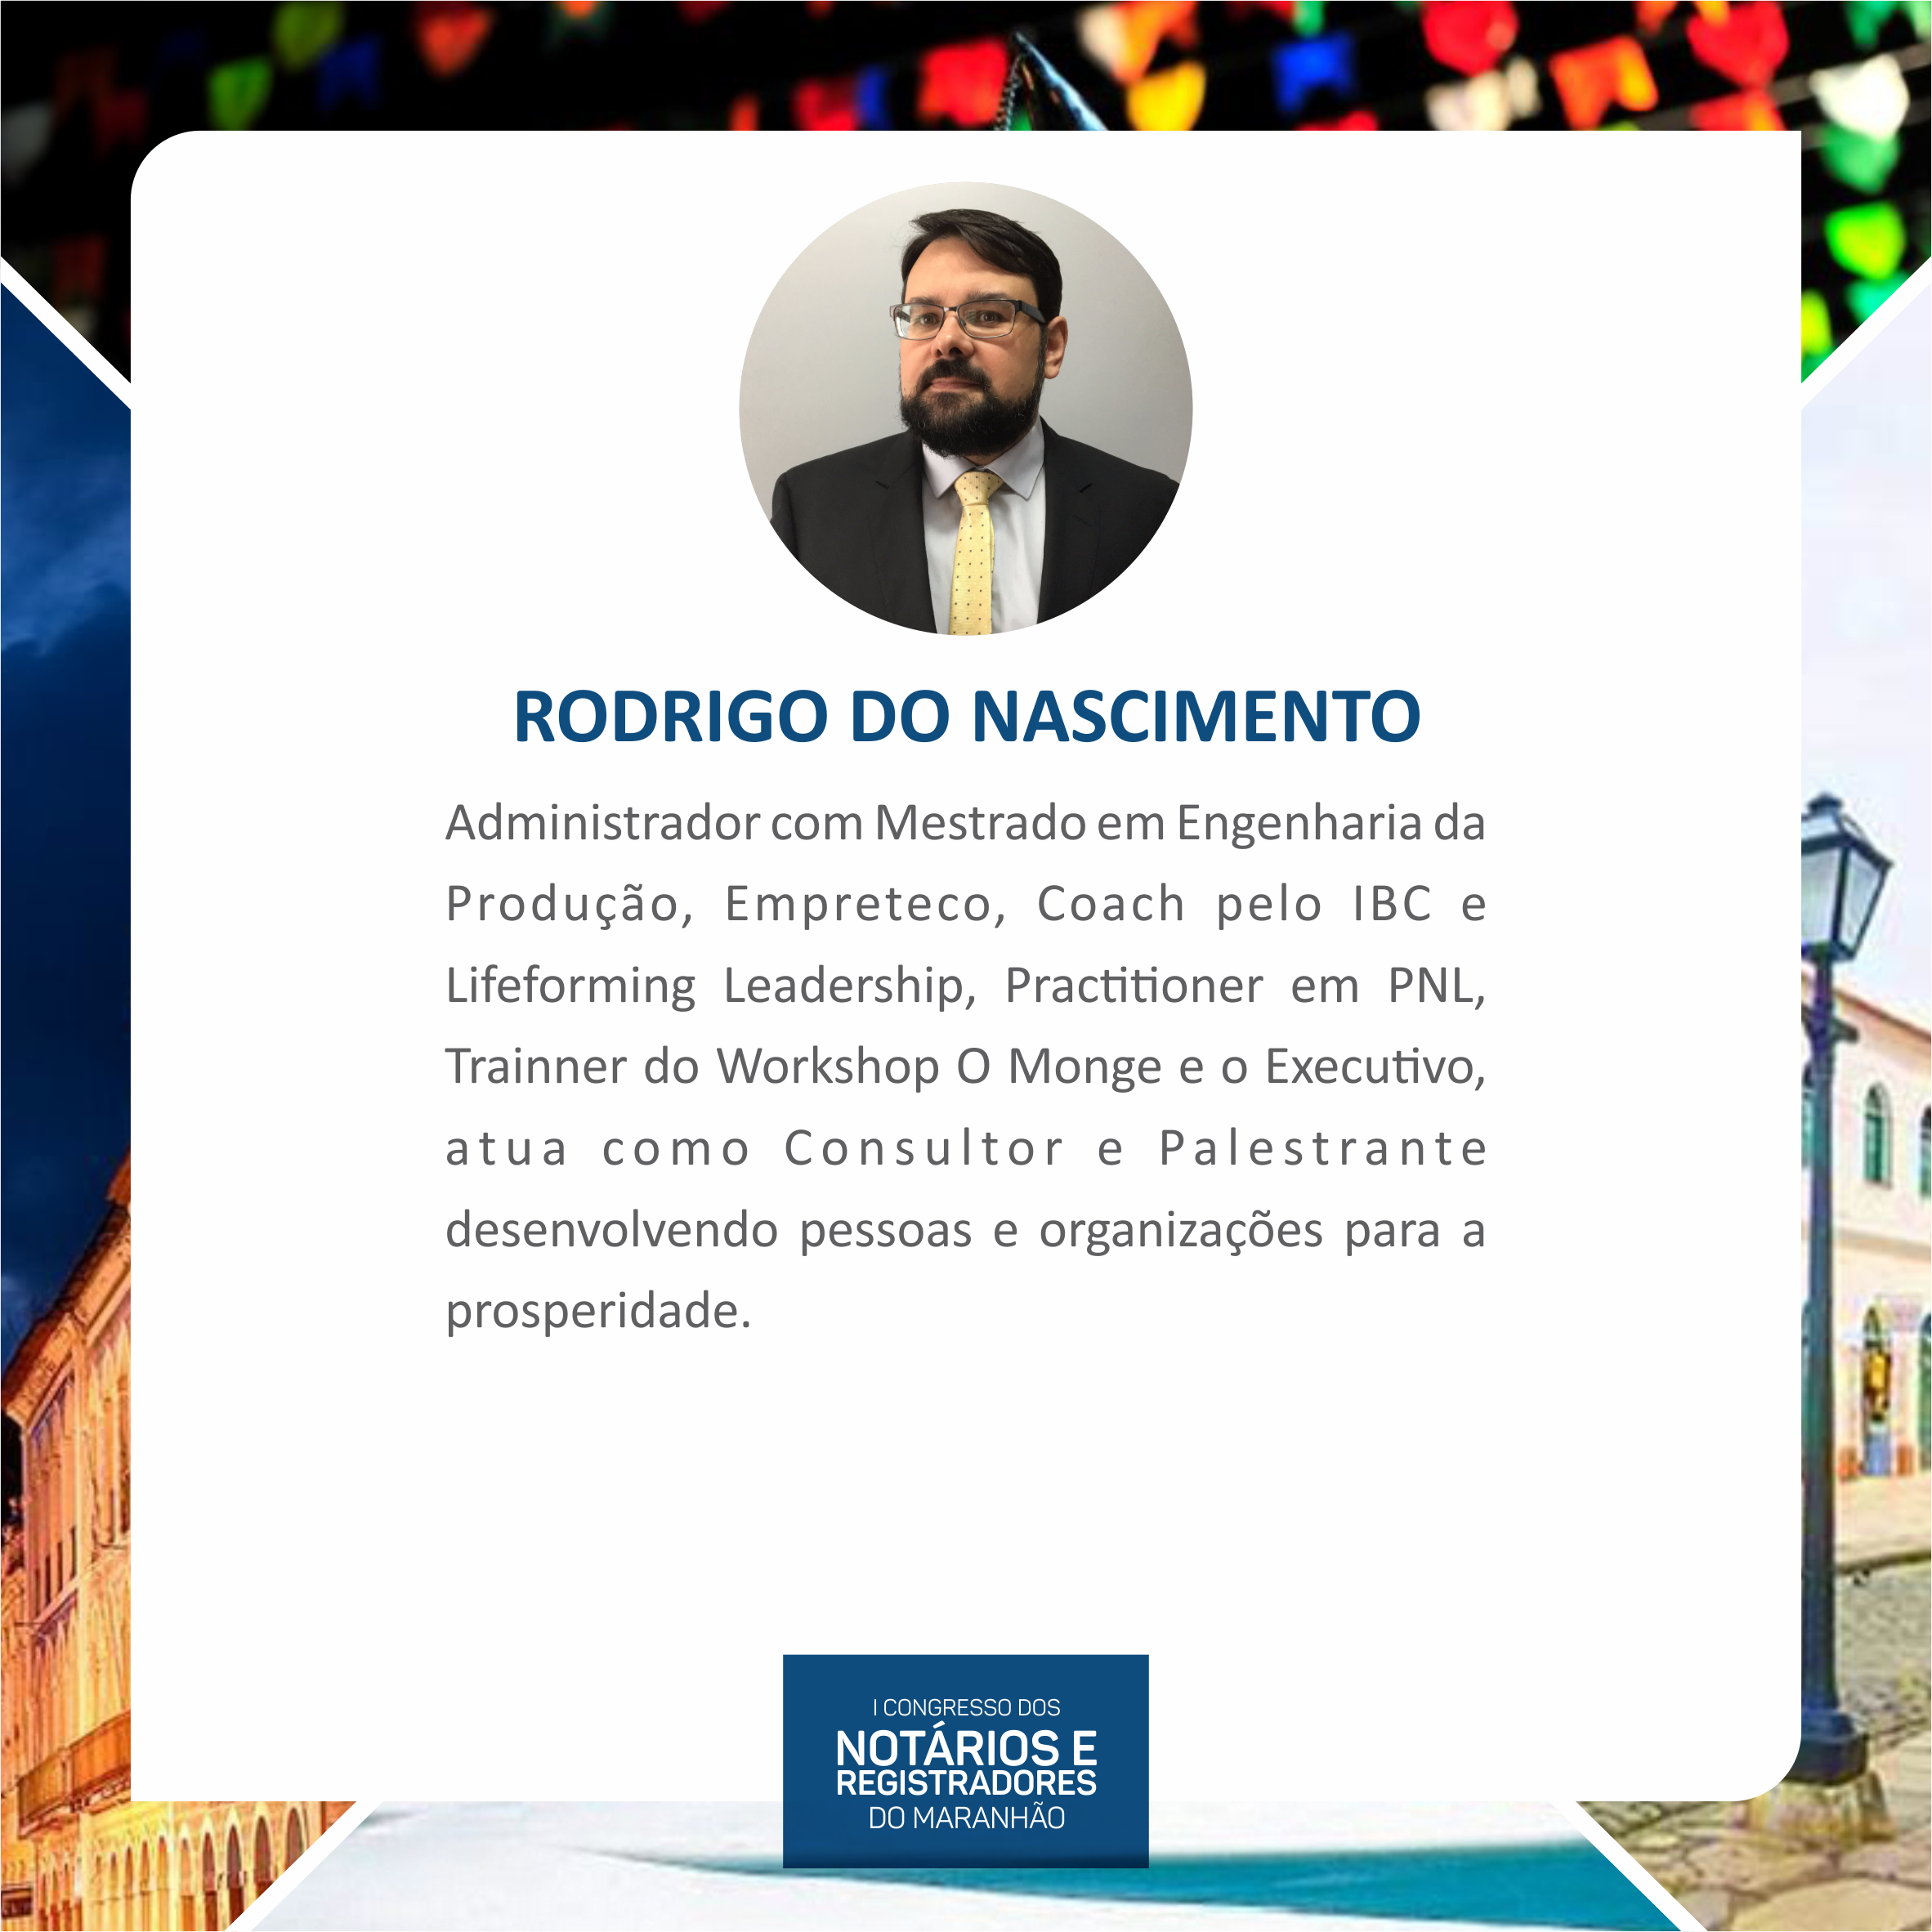 RODRIGO DO NASCIMENTO
Administrador com Mestrado em Engenharia da
Produção, Empreteco, Coach pelo IBC e
Lifeforming Leadership, Practitioner em PNL,
Trainner do Workshop O Monge e o Executivo,
atua como Consultor e Palestrante
desenvolvendo pessoas e organizações para a
prosperidade.
I CONGRESSO DOS
NOTÁRIOS E
REGISTRADORES
DO MARANHÃO